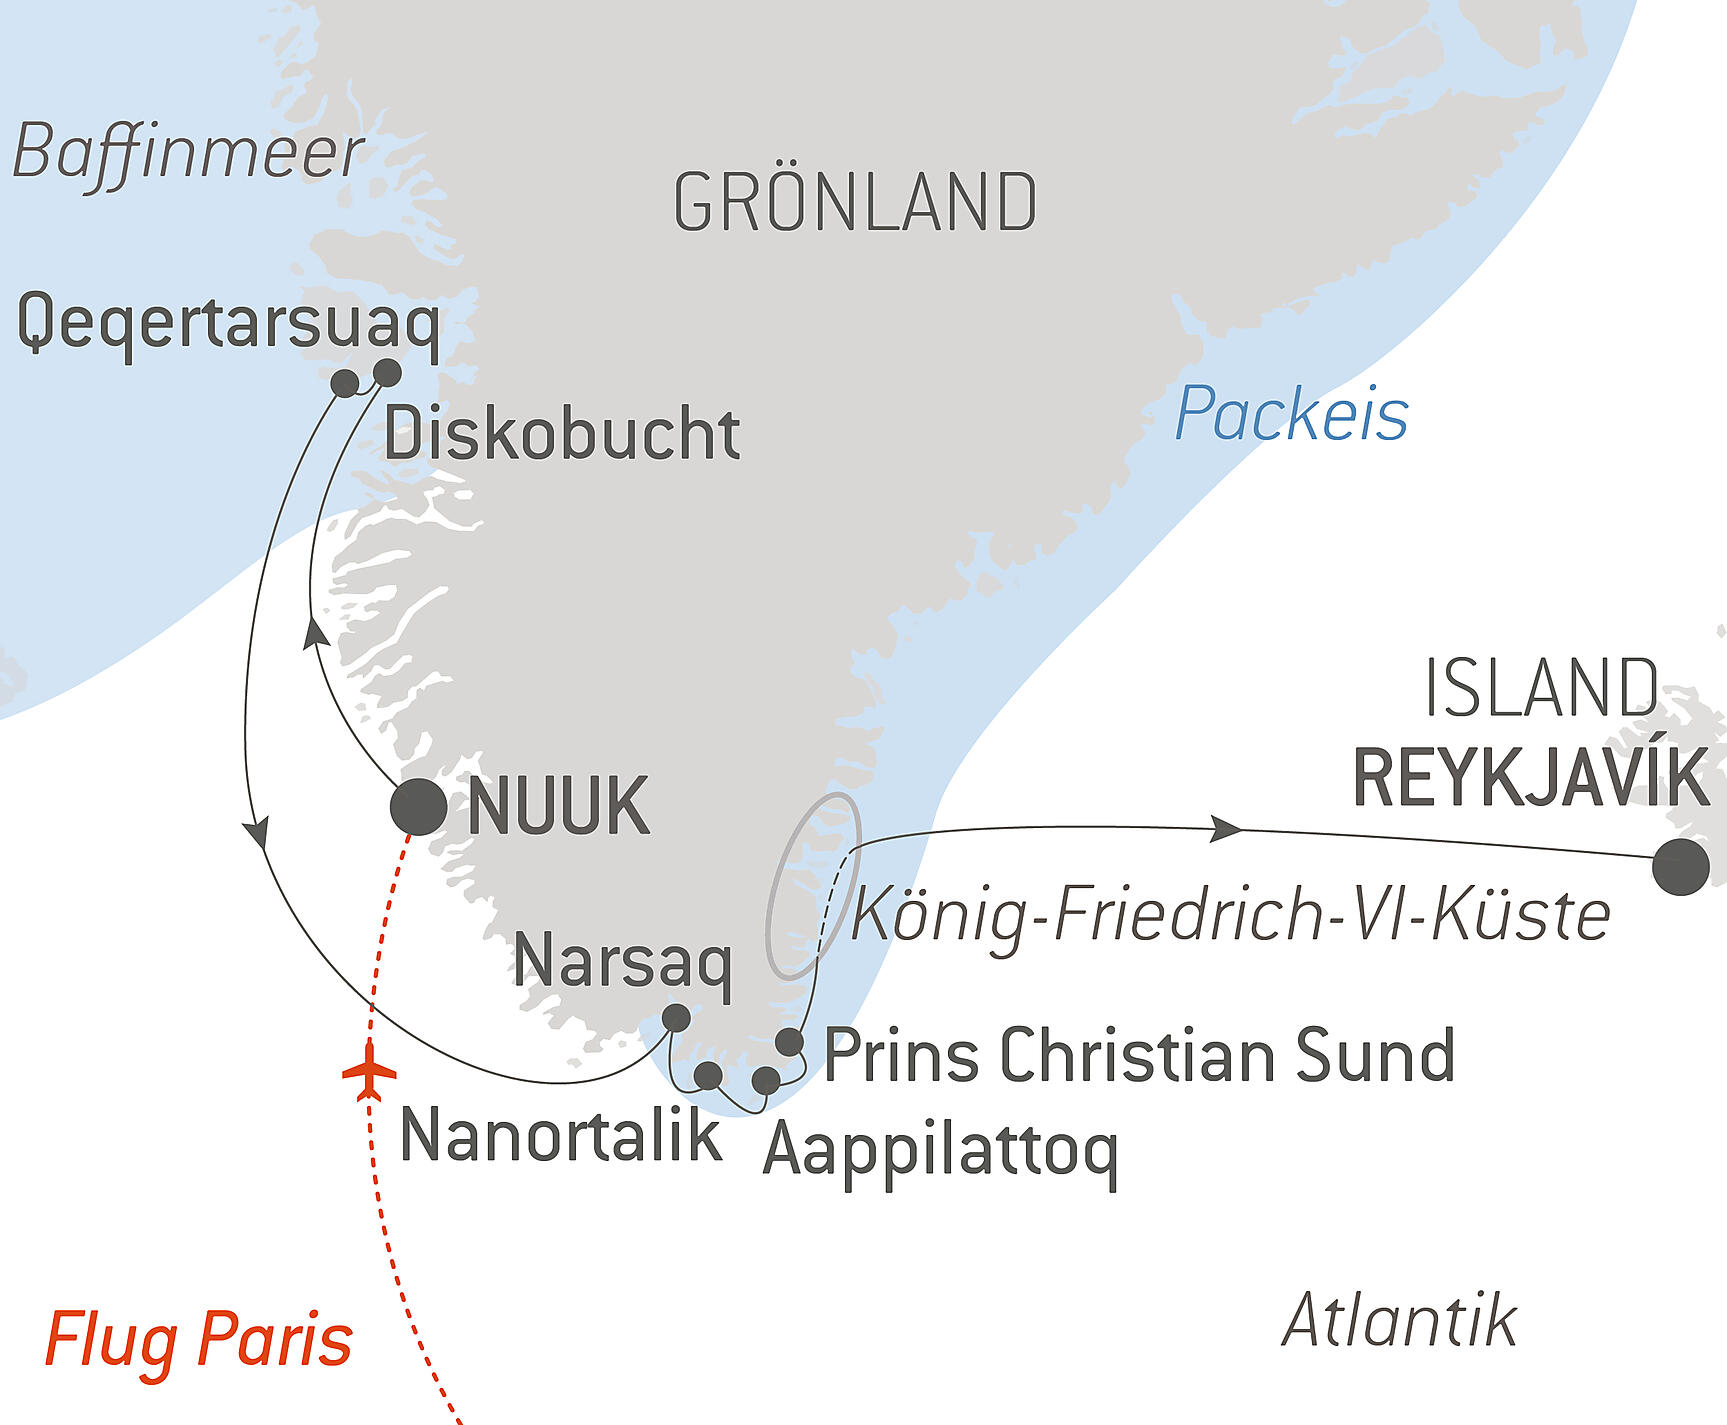 Baffinmeer
GRÖNLAND
Qeqertarsuaq
Diskobucht
Packeis
ISLAND
REYKJAVÍK
NUUK
König-Friedrich-VI-Küste
Narsaq
Prins Christian Sund
Nanortalik
Aappilattoq
Flug Paris
Atlantik